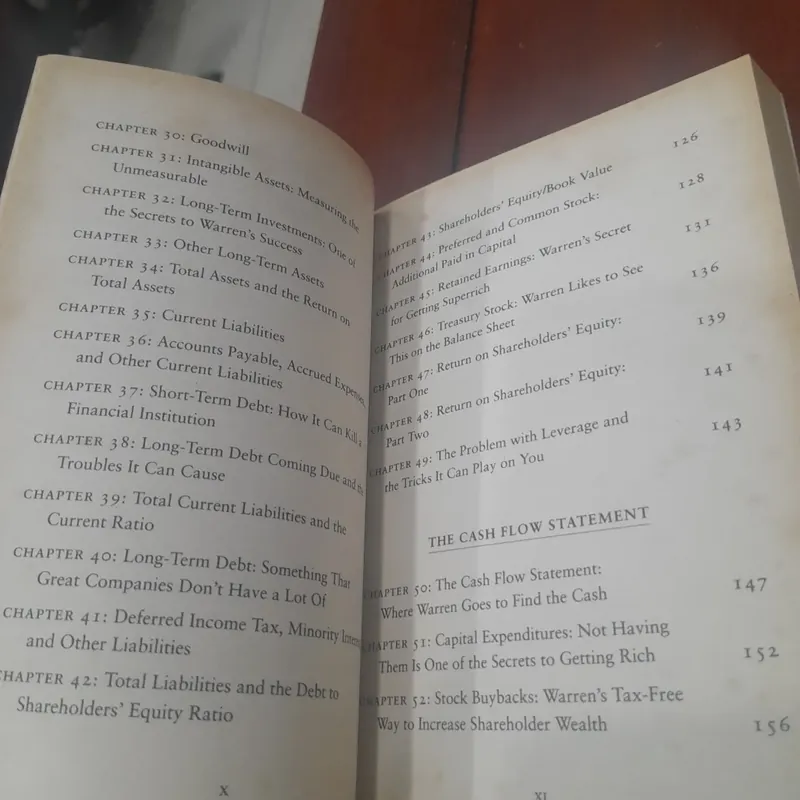 CHAPTER 30: Goodwill
CHAPTER 31: Intangible Assets: Measuring the
Unmeasurable
CHAPTER 32: Long-Term Investments: One of
the Secrets to Warren's Success
CHAPTER 33: Other Long-Term Assets
CHAPTER 34: Total Assets and the Return on
Total Assets
CHAPTER 35: Current Liabilities
CHAPTER 36: Accounts Payable, Accrued Expenses,
and Other Current Liabilities
CHAPTER 37: Short-Term Debt: How It Can Kill a
Financial Institution
CHAPTER 38: Long-Term Debt Coming Due and the
Troubles It Can Cause
CHAPTER 39: Total Current Liabilities and the
Current Ratio
CHAPTER 40: Long-Term Debt: Something That
Great Companies Don't Have a Lot Of
CHAPTER 41: Deferred Income Tax, Minority
and Other Liabilities
CHAPTER 42: Total Liabilities and the Debt to
Shareholders' Equity Ratio
X
CHAPTER 43: Shareholders' Equity/Book Value 126
CHAPTER 44: Preferred and Common Stock:
Additional Paid in Capital 128
CHAPTER 45: Retained Earnings: Warren's Secret
for Getting Superrich 131
CHAPTER 46: Treasury Stock: Warren Likes to See
This on the Balance Sheet 136
CHAPTER 47: Return on Shareholders' Equity:
Part One 139
CHAPTER 48: Return on Shareholders' Equity:
Part Two 141
CHAPTER 49: The Problem with Leverage and
the Tricks It Can Play on You 143
THE CASH FLOW STATEMENT
CHAPTER 50: The Cash Flow Statement:
Where Warren Goes to Find the Cash 147
CHAPTER 51: Capital Expenditures: Not Having
Them Is One of the Secrets to Getting Rich 152
CHAPTER 52: Stock Buybacks: Warren's Tax-Free
Way to Increase Shareholder Wealth 156
XI